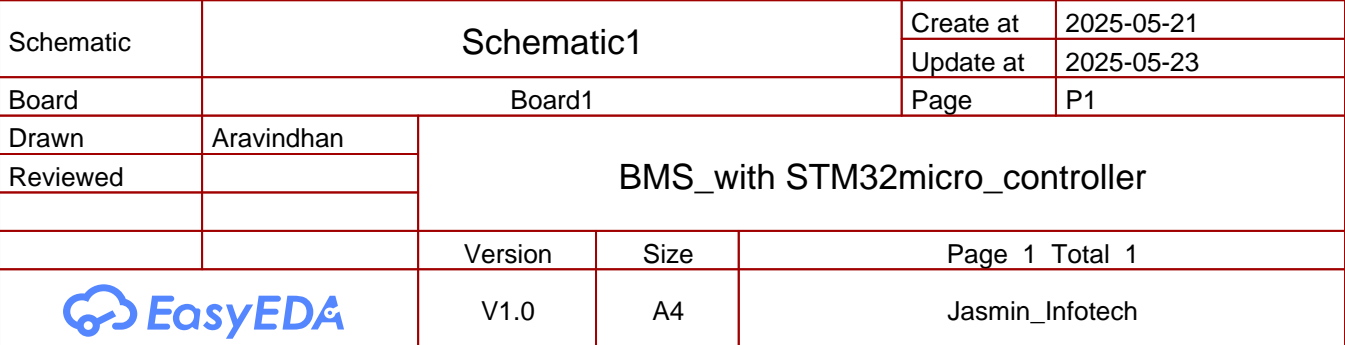 Schematic
Schematic1
Create at 2025-05-21
Update at 2025-05-23
Board
Board1
Page P1
Drawn Aravindhan
Reviewed
BMS_with STM32micro_controller
Version Size Page 1 Total 1
EasyEDA V1.0 A4 Jasmin_Infotech